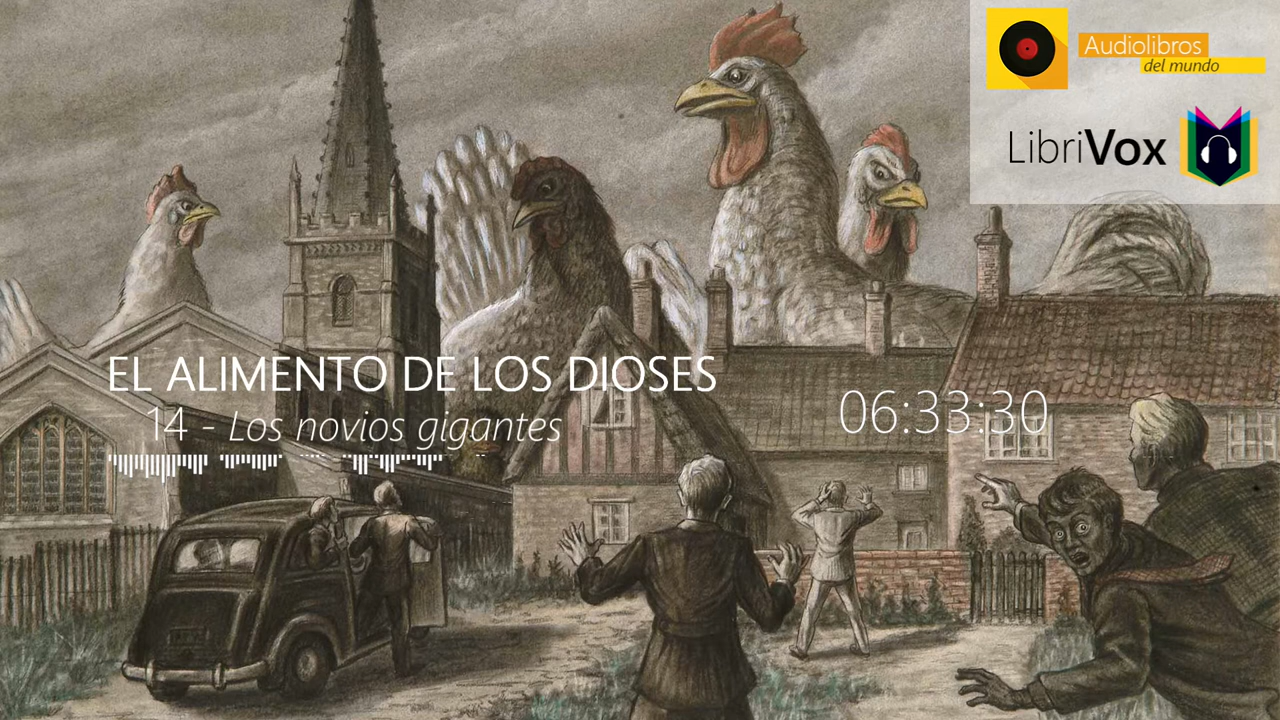 Audiolibros
del mundo
LibriVox
EL ALIMENTO DE LOS DIOSES
14 - Los novios gigantes
06:33:30